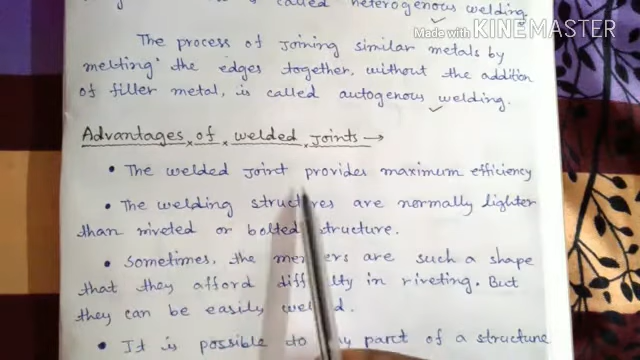 is called heterogenous welding.
Made with KINEMASTER
The process of joining similar metals by
melting the edges together, without the addition
of filler metal, is called autogenous welding.
Advantages of welded joints →
• The welded joint provides maximum efficiency
• The welding structures are normally lighter
than riveted or bolted structure.
• Sometimes, the members are such a shape
that they afford difficulty in riveting. But
they can be easily welded.
• It is possible to part of a structure